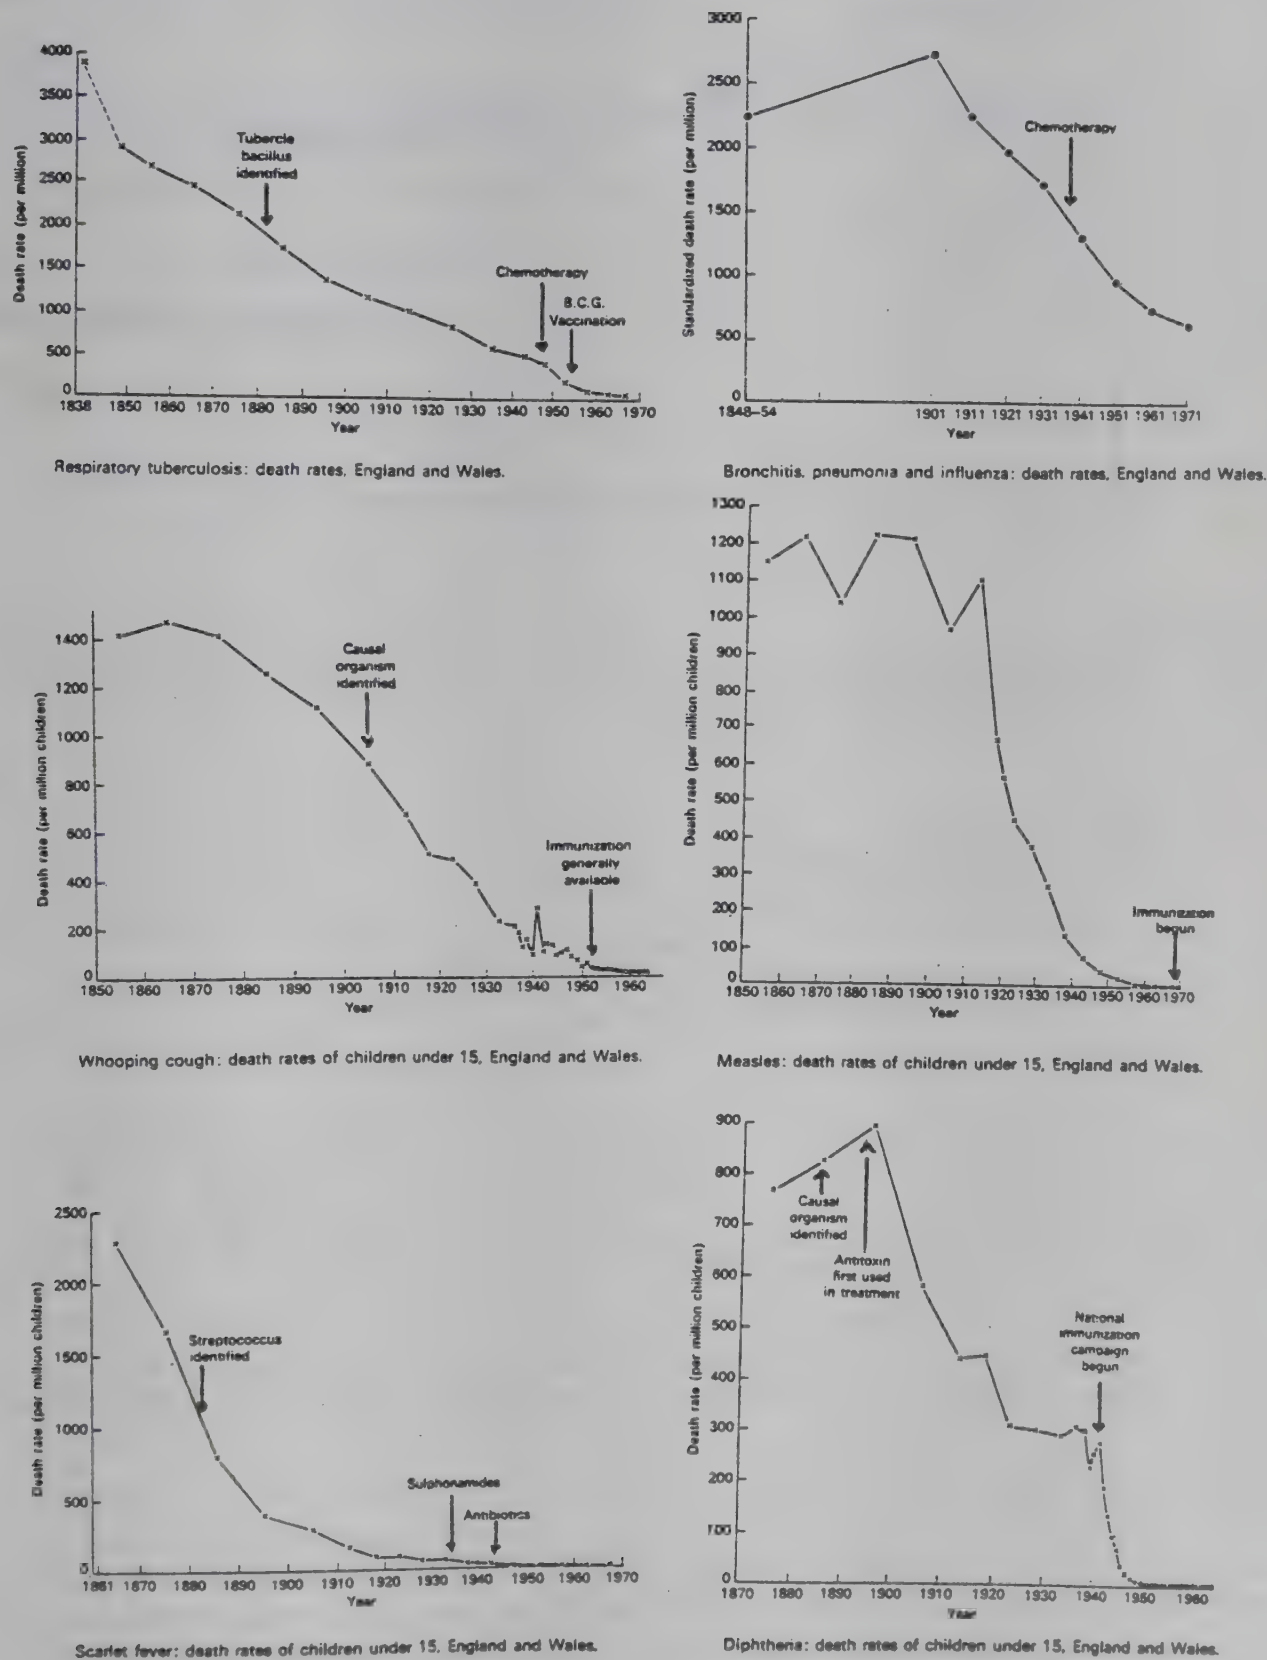 4000
3500
3000
2500
2000
1500
1000
500
0
Death rate (per million)
Tubercle
bacillus
identified
Chemotherapy
B.C.G.
Vaccination
1838 1850 1860 1870 1880 1890 1900 1910 1920 1930 1940 1950 1960 1970
Year
Respiratory tuberculosis: death rates, England and Wales.
3000
2500
2000
1500
1000
500
0
Standardized death rate (per million)
Chemotherapy
1848–54 1901 1911 1921 1931 1941 1951 1961 1971
Year
Bronchitis, pneumonia and influenza: death rates, England and Wales.
1400
1200
1000
800
600
400
200
0
Death rate (per million children)
Causal
organism
identified
Immunization
generally
available
1850 1860 1870 1880 1890 1900 1910 1920 1930 1940 1950 1960
Year
Whooping cough: death rates of children under 15, England and Wales.
1300
1200
1100
1000
900
800
700
600
500
400
300
200
100
0
Death rate (per million children)
Immunization
begun
1850 1860 1870 1880 1890 1900 1910 1920 1930 1940 1950 1960 1970
Year
Measles: death rates of children under 15, England and Wales.
2500
2000
1500
1000
500
0
Death rate (per million children)
Streptococcus
identified
Sulphonamides
Antibiotics
1861 1870 1880 1890 1900 1910 1920 1930 1940 1950 1960 1970
Year
Scarlet fever: death rates of children under 15, England and Wales.
900
800
700
600
500
400
300
200
100
0
Death rate (per million children)
Causal
organism
identified
Antitoxin
first used
in treatment
National
immunization
campaign
begun
1870 1880 1890 1900 1910 1920 1930 1940 1950 1960
Year
Diphtheria: death rates of children under 15, England and Wales.